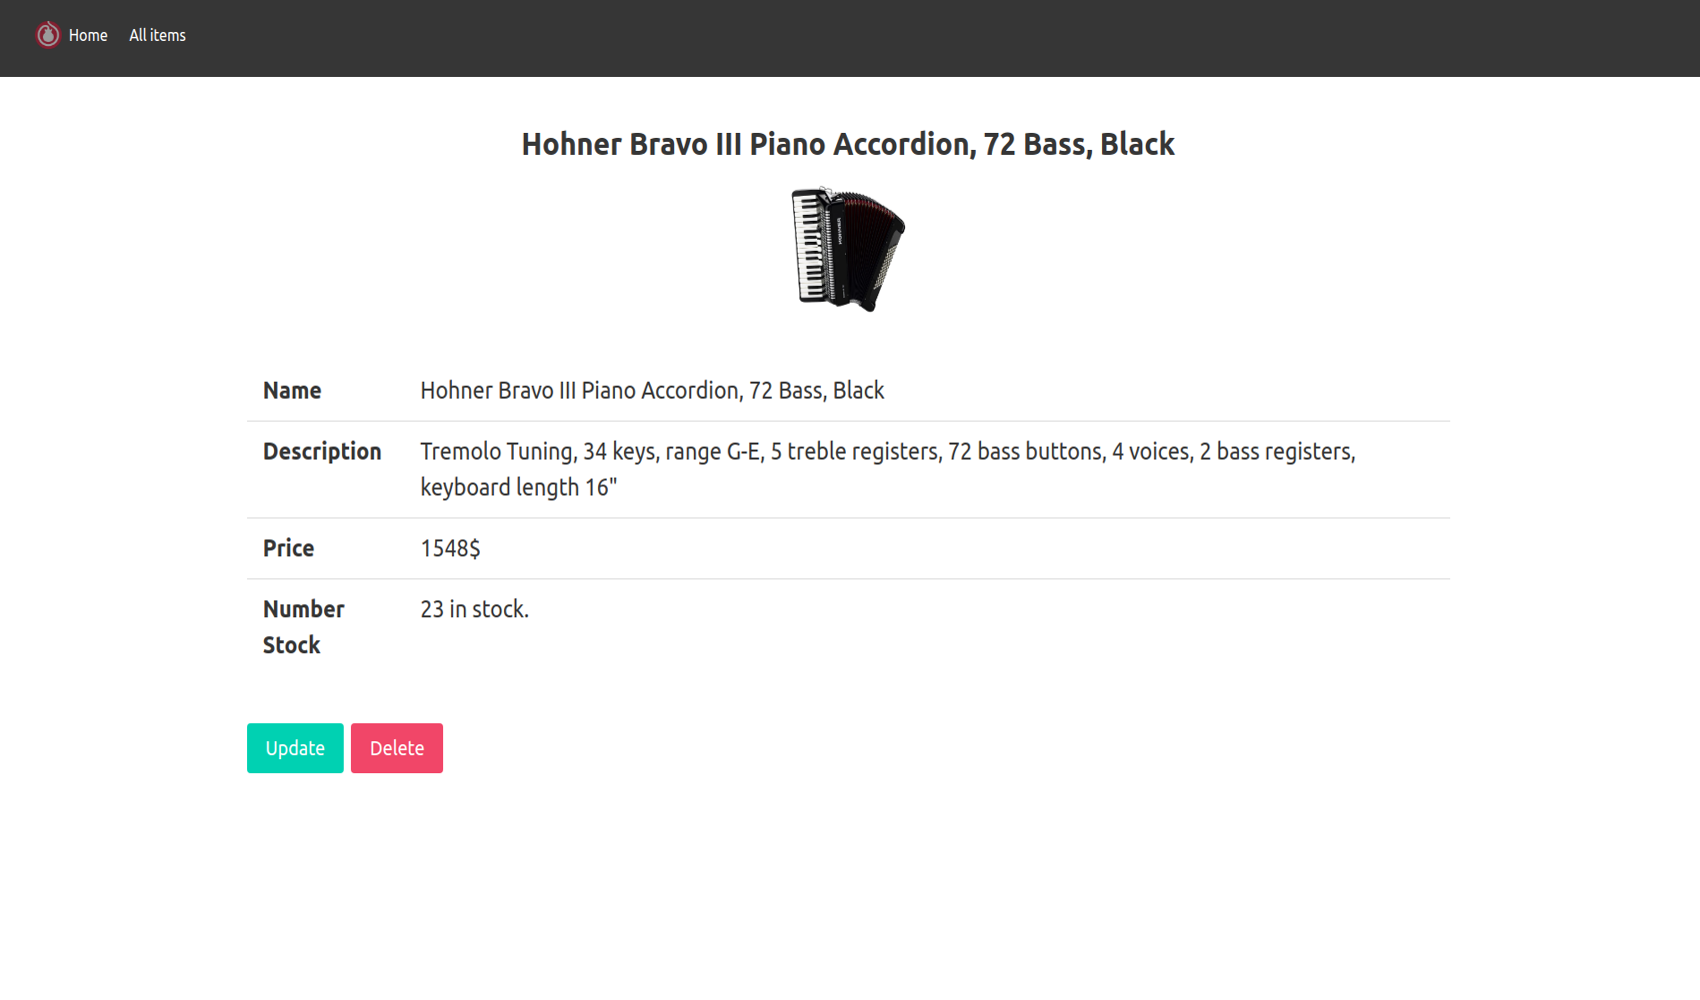 Home All items
Hohner Bravo III Piano Accordion, 72 Bass, Black
Name Hohner Bravo III Piano Accordion, 72 Bass, Black
Description Tremolo Tuning, 34 keys, range G-E, 5 treble registers, 72 bass buttons, 4 voices, 2 bass registers,
keyboard length 16"
Price 1548$
Number 23 in stock.
Stock
Update Delete